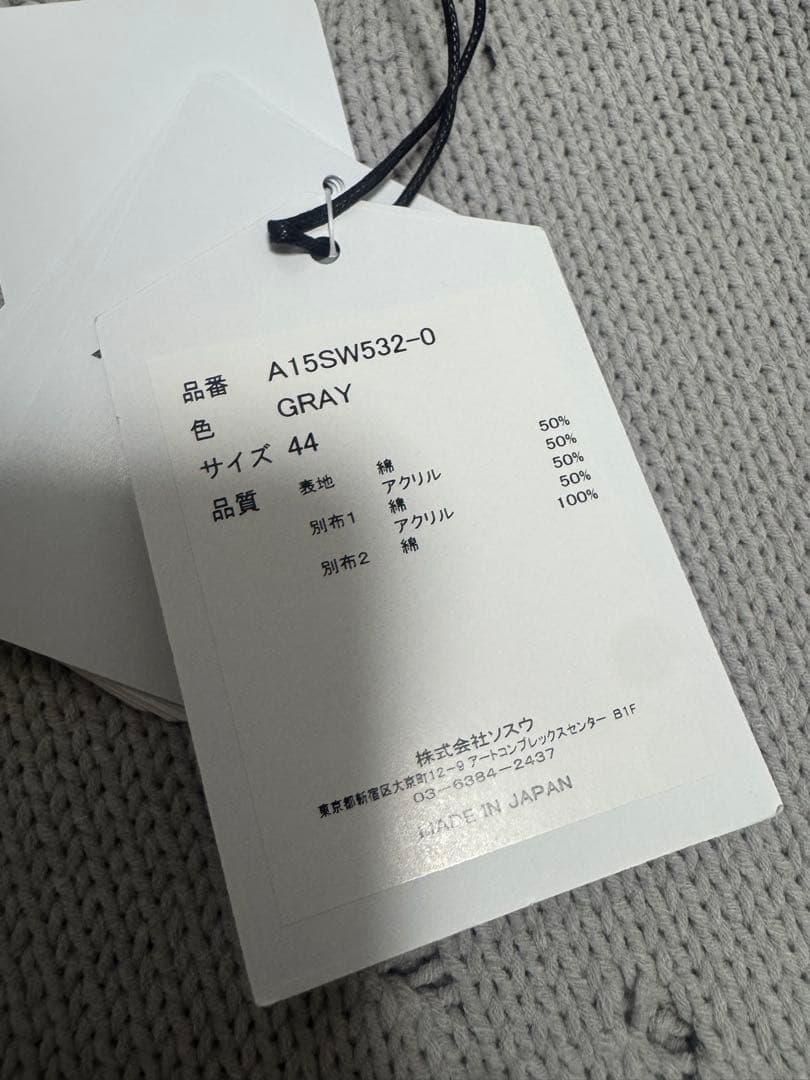 品番 A15SW532-0
色 GRAY
サイズ 44
品質 表地 綿 50%
アクリル 50%
別布1 綿 50%
アクリル 50%
別布2 綿 100%
株式会社ソスウ
東京都新宿区大京町12-9 アートコンプレックスセンター B1F
03-6384-2437
MADE IN JAPAN